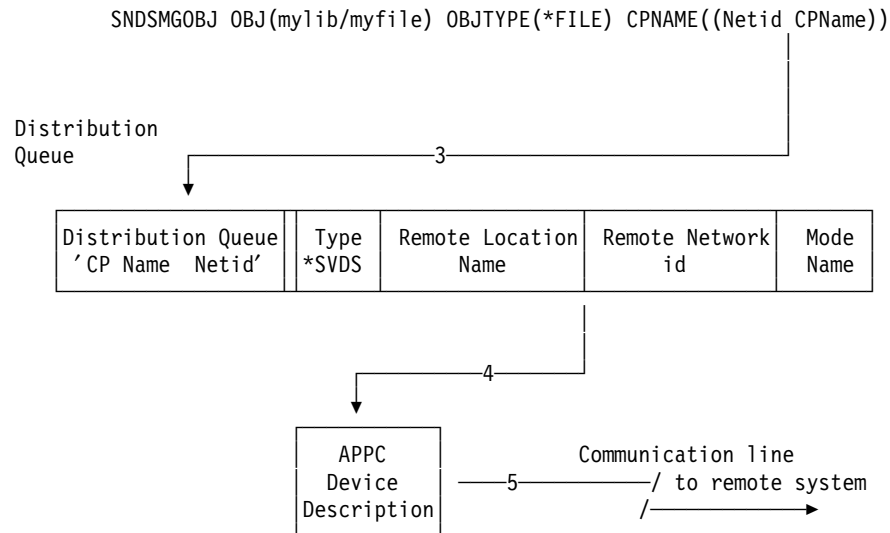 SNDSMGOBJ OBJ(mylib/myfile) OBJTYPE(*FILE) CPNAME((Netid CPName))
Distribution
Queue
3
Distribution Queue
'CP Name Netid'
Type
*SVDS
Remote Location
Name
Remote Network
id
Mode
Name
4
APPC
Device
Description
5
Communication line
/ to remote system
/